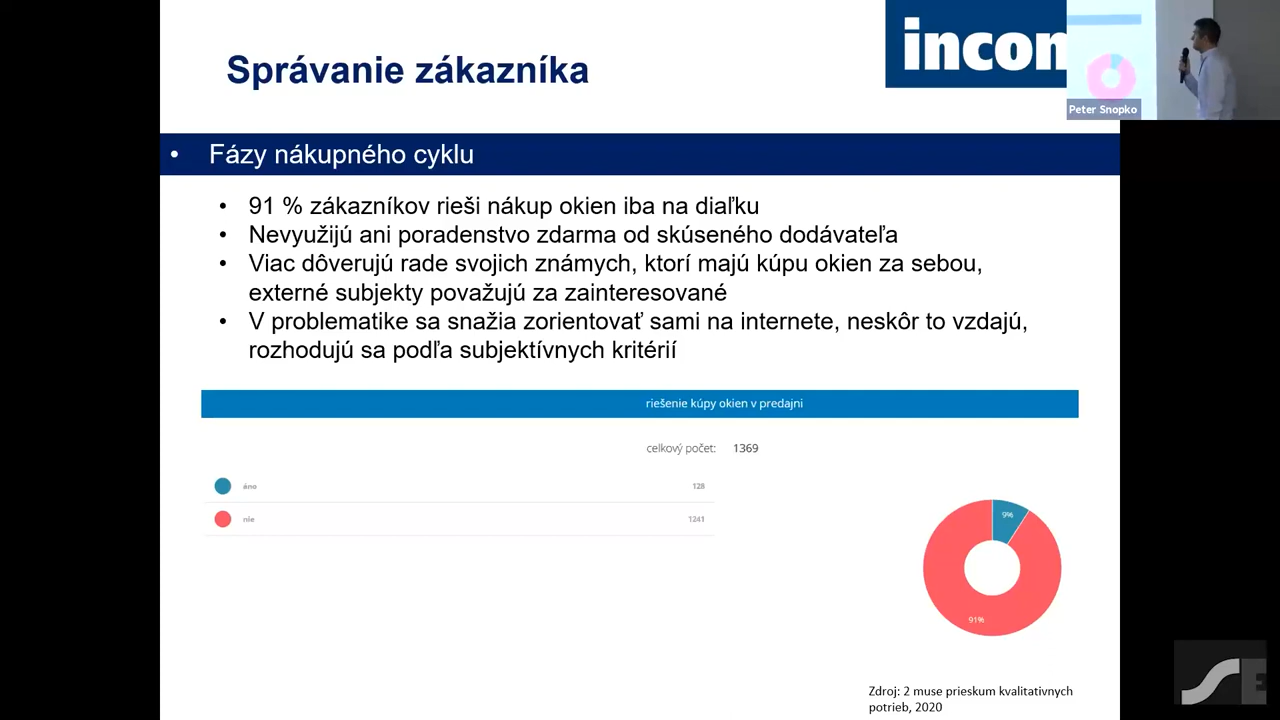 Správanie zákazníka
incon
Peter Snopko
• Fázy nákupného cyklu
• 91 % zákazníkov rieši nákup okien iba na diaľku
• Nevyužijú ani poradenstvo zdarma od skúseného dodávateľa
• Viac dôverujú rade svojich známych, ktorí majú kúpu okien za sebou,
externé subjekty považujú za zainteresované
• V problematike sa snažia zorientovať sami na internete, neskôr to vzdajú,
rozhodujú sa podľa subjektívnych kritérií
riešenie kúpy okien v predajni
celkový počet: 1369
áno 128
nie 1241
9%
91%
Zdroj: 2 muse prieskum kvalitativnych
potrieb, 2020
SE